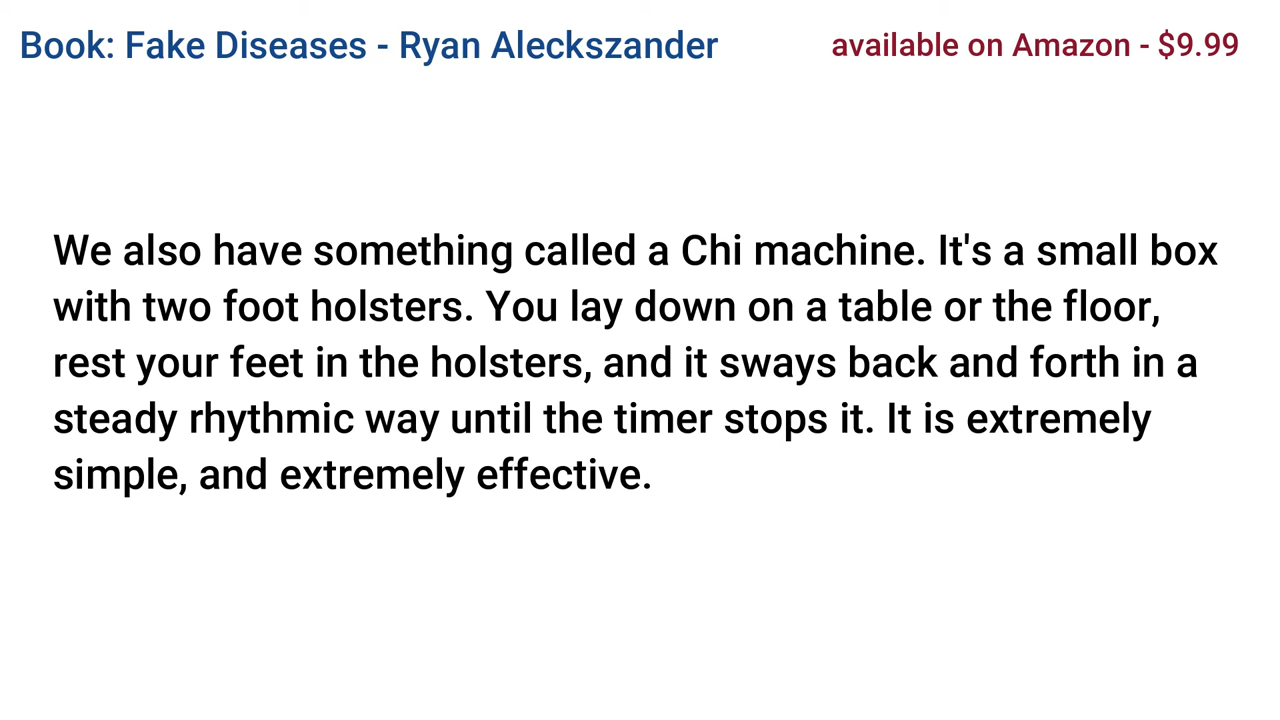 Book: Fake Diseases - Ryan Aleckszander
available on Amazon - $9.99
We also have something called a Chi machine. It's a small box
with two foot holsters. You lay down on a table or the floor,
rest your feet in the holsters, and it sways back and forth in a
steady rhythmic way until the timer stops it. It is extremely
simple, and extremely effective.